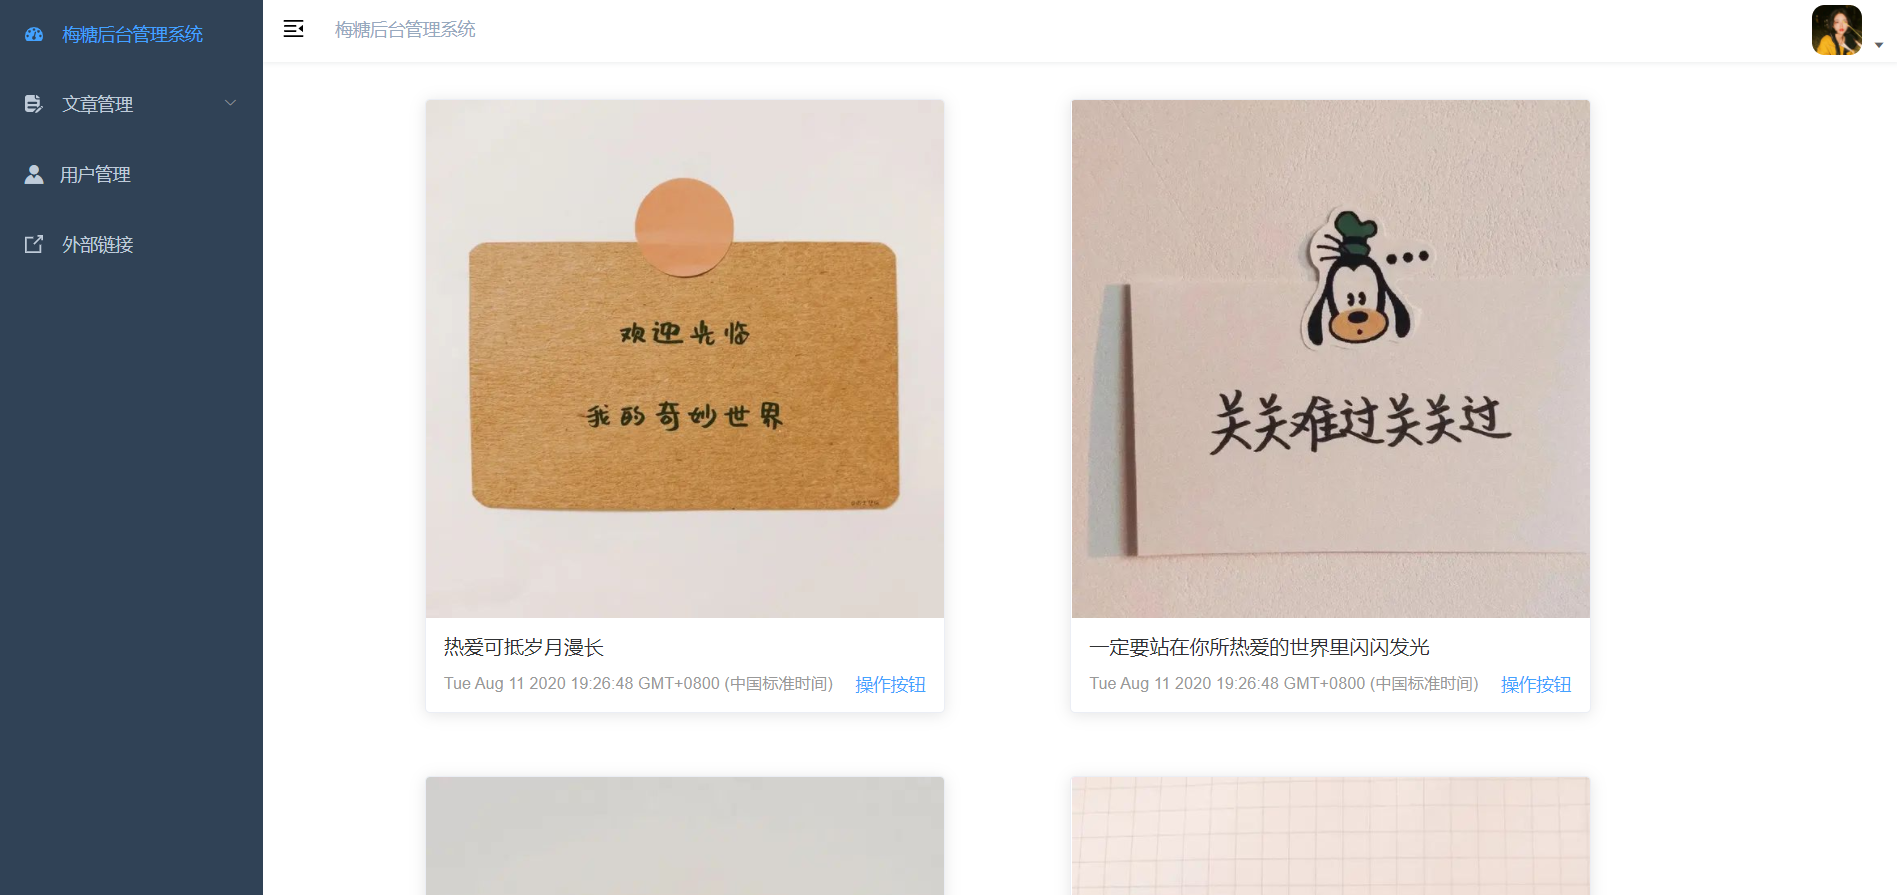 梅糖后台管理系统
文章管理
用户管理
外部链接
梅糖后台管理系统
欢迎光临
我的奇妙世界
关关难过关关过
热爱可抵岁月漫长
Tue Aug 11 2020 19:26:48 GMT+0800 (中国标准时间)
操作按钮
一定要站在你所热爱的世界里闪闪发光
Tue Aug 11 2020 19:26:48 GMT+0800 (中国标准时间)
操作按钮